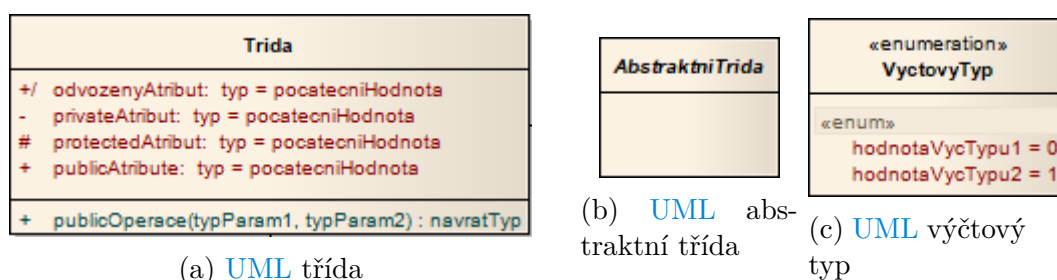 Trida
+/ odvozenyAtribut: typ = pocatecniHodnota
- privateAtribut: typ = pocatecniHodnota
# protectedAtribut: typ = pocatecniHodnota
+ publicAtribute: typ = pocatecniHodnota
+ publicOperace(typParam1, typParam2) : navratTyp
(a) UML třída
AbstraktniTrida
(b) UML abs-
traktní třída
«enumeration»
VyctovyTyp
«enum»
hodnotaVycTypu1 = 0
hodnotaVycTypu2 = 1
(c) UML výčtový
typ